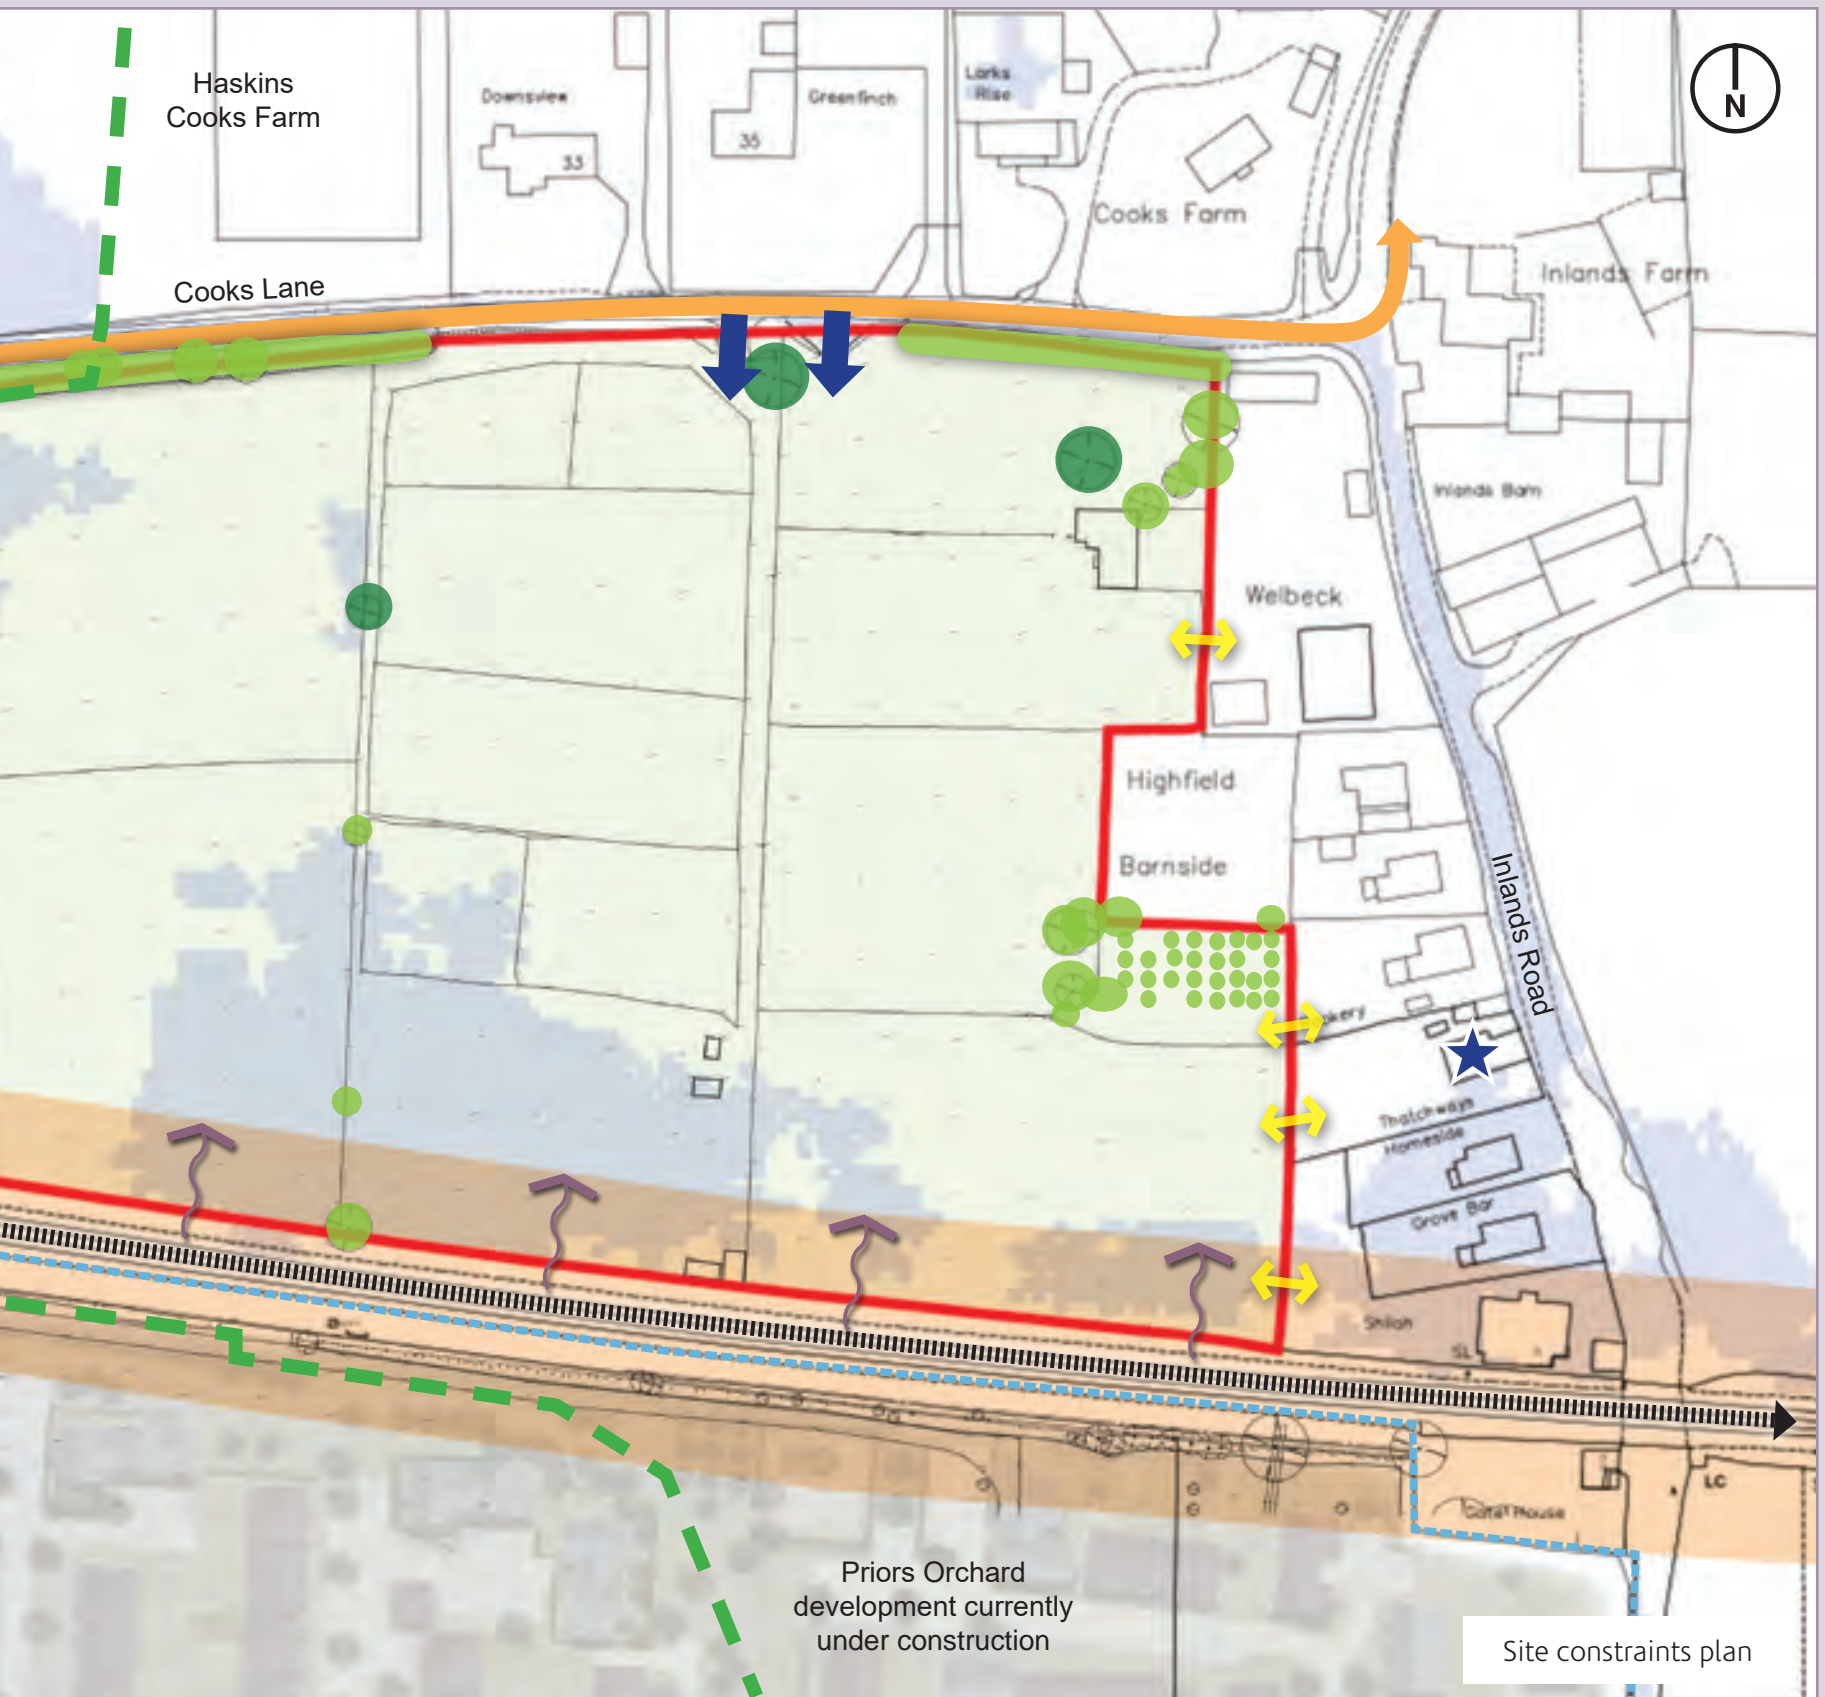 Haskins
Cooks Farm
Downsview
33
35
Greenfinch
Larks
Rise
N
Cooks Farm
Inlands Farm
Cooks Lane
Inlands Barn
Welbeck
Highfield
Barnside
Inlands Road
Thatchways
Homeside
Grove Bar
Shiloh
SL
LC
Priors Orchard
development currently
under construction
Site constraints plan